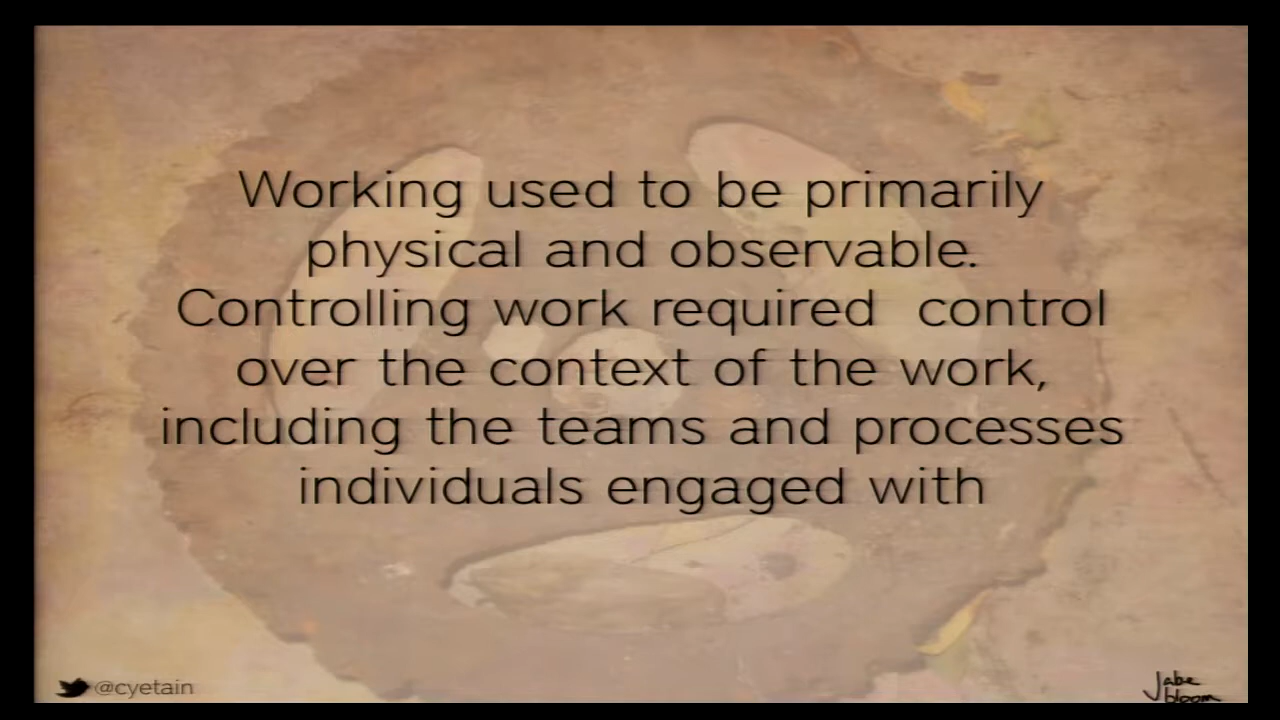 Working used to be primarily
physical and observable.
Controlling work required  control
over the context of the work,
including the teams and processes
individuals engaged with
@cyetain
Jabe
bloom